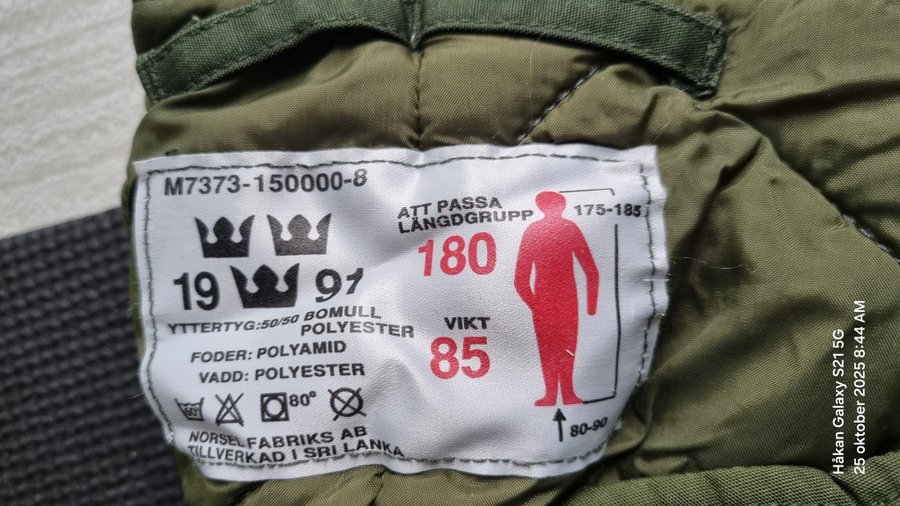 M7373-150000-8
19 91
YTTERTYG:50/50 BOMULL
POLYESTER
FODER: POLYAMID
VADD: POLYESTER
60°
80°
NORSEL FABRIKS AB
TILLVERKAD I SRI LANKA
ATT PASSA
LÄNGDGRUPP
180
VIKT
85
175-185
80-90
Håkan Galaxy S21 5G
25 oktober 2025 8:44 AM